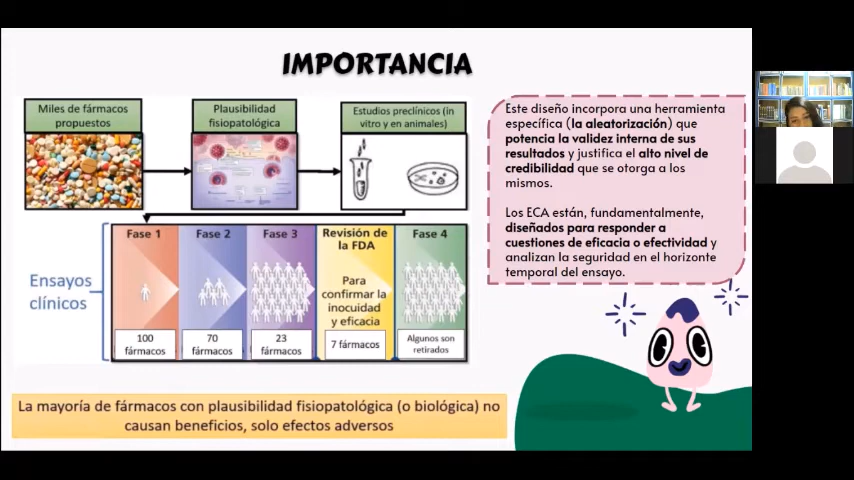 IMPORTANCIA
Miles de fármacos
propuestos
Plausibilidad
fisiopatológica
Estudios preclínicos (in
vitro y en animales)
Ensayos
clínicos
Fase 1
100
fármacos
Fase 2
70
fármacos
Fase 3
23
fármacos
Revisión de
la FDA
Para
confirmar la
inocuidad
y eficacia
7 fármacos
Fase 4
Algunos son
retirados
La mayoría de fármacos con plausibilidad fisiopatológica (o biológica) no
causan beneficios, solo efectos adversos
Este diseño incorpora una herramienta
específica (la aleatorización) que
potencia la validez interna de sus
resultados y justifica el alto nivel de
credibilidad que se otorga a los
mismos.
Los ECA están, fundamentalmente,
diseñados para responder a
cuestiones de eficacia o efectividad y
analizan la seguridad en el horizonte
temporal del ensayo.